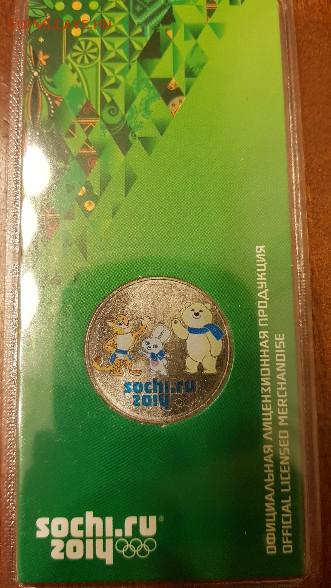 sochi.ru
2014
sochi.ru
2014
ОФИЦИАЛЬНАЯ ЛИЦЕНЗИОННАЯ ПРОДУКЦИЯ
OFFICIAL LICENSED MERCHANDISE